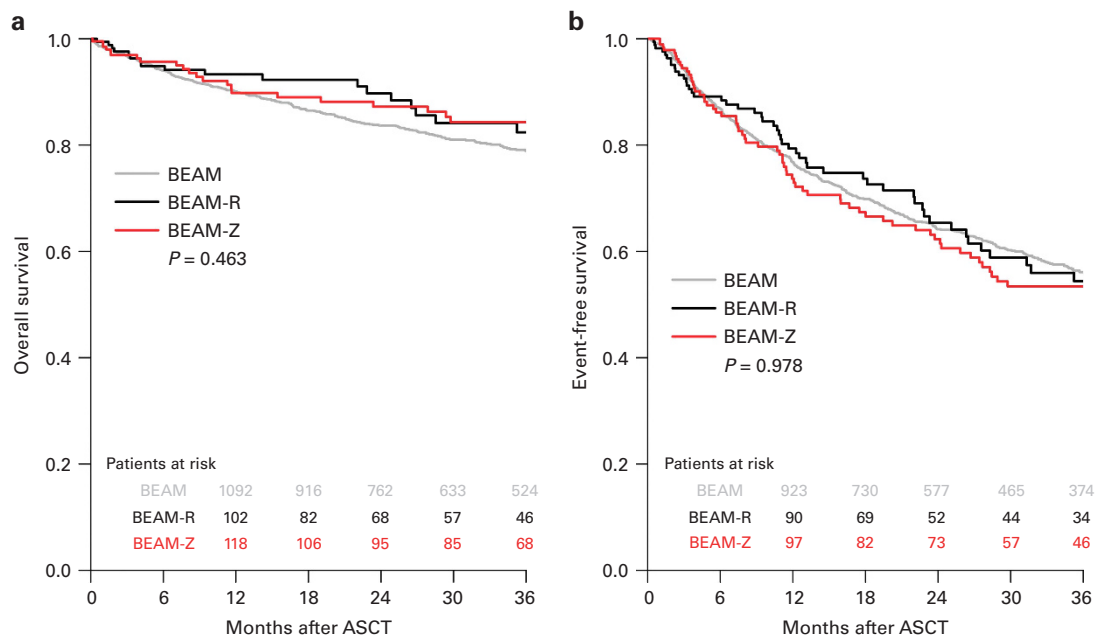 a
1.0
0.8
0.6
0.4
0.2
0.0
Overall survival
BEAM
BEAM-R
BEAM-Z
P = 0.463
Patients at risk
BEAM 1092 916 762 633 524
BEAM-R 102 82 68 57 46
BEAM-Z 118 106 95 85 68
0 6 12 18 24 30 36
Months after ASCT
b
1.0
0.8
0.6
0.4
0.2
0.0
Event-free survival
BEAM
BEAM-R
BEAM-Z
P = 0.978
Patients at risk
BEAM 923 730 577 465 374
BEAM-R 90 69 52 44 34
BEAM-Z 97 82 73 57 46
0 6 12 18 24 30 36
Months after ASCT